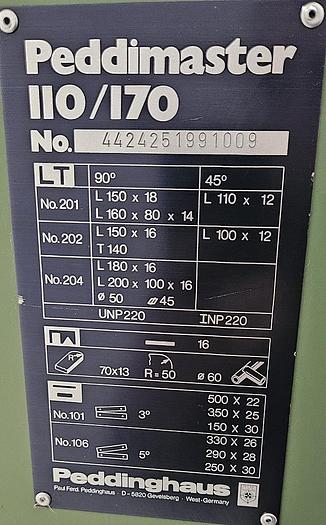 Peddimaster
110/170
No. 4424251991009
LT 90° 45°
No.201 L 150 x 18 L 110 x 12
L 160 x 80 x 14
No.202 L 150 x 16 L 100 x 12
T 140
No.204 L 180 x 16
L 200 x 100 x 16
ø 50 45
UNP220 INP220
16
70x13 R=50 ø 60
500 X 22
No.101 3° 350 X 25
150 X 30
No.106 5° 330 X 26
290 X 28
250 X 30
Peddinghaus
Paul Ferd. Peddinghaus · D-5820 Gevelsberg · West-Germany